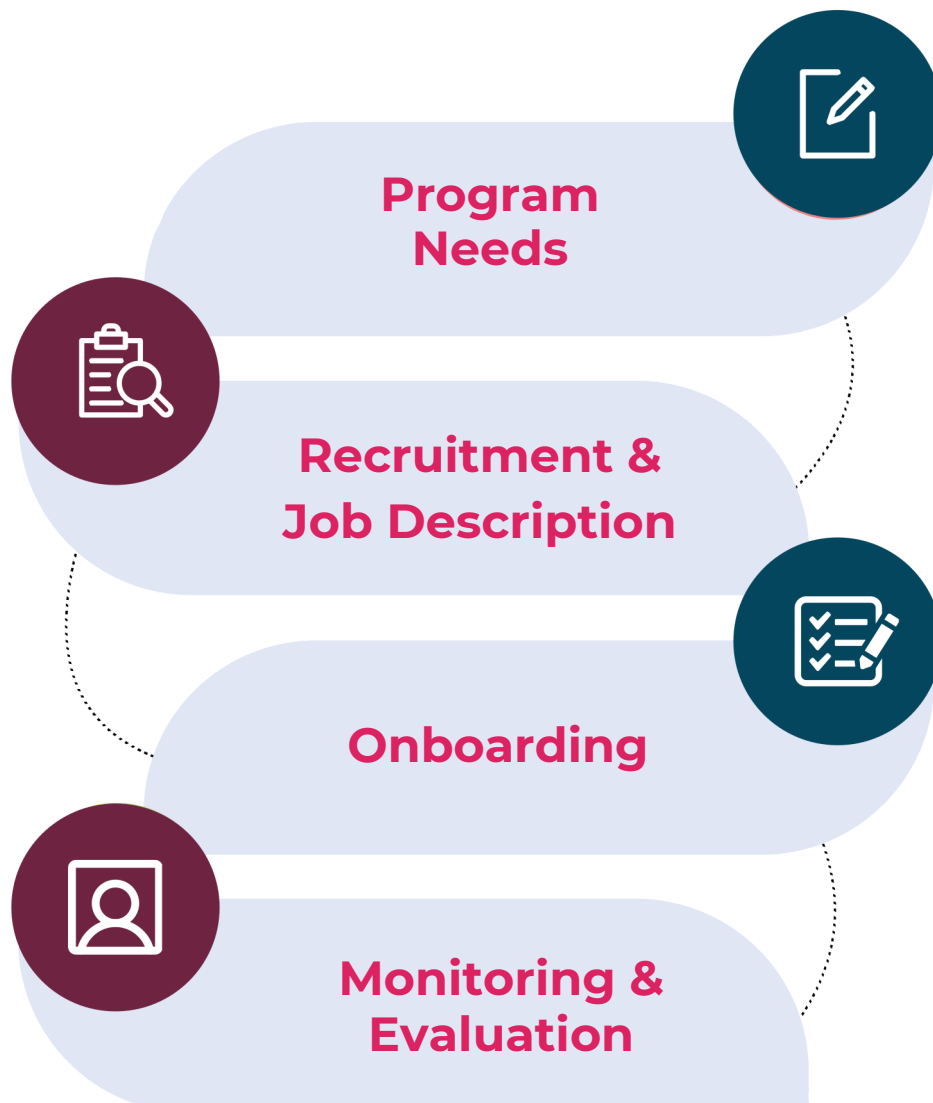 Program
Needs
Recruitment &
Job Description
Onboarding
Monitoring &
Evaluation